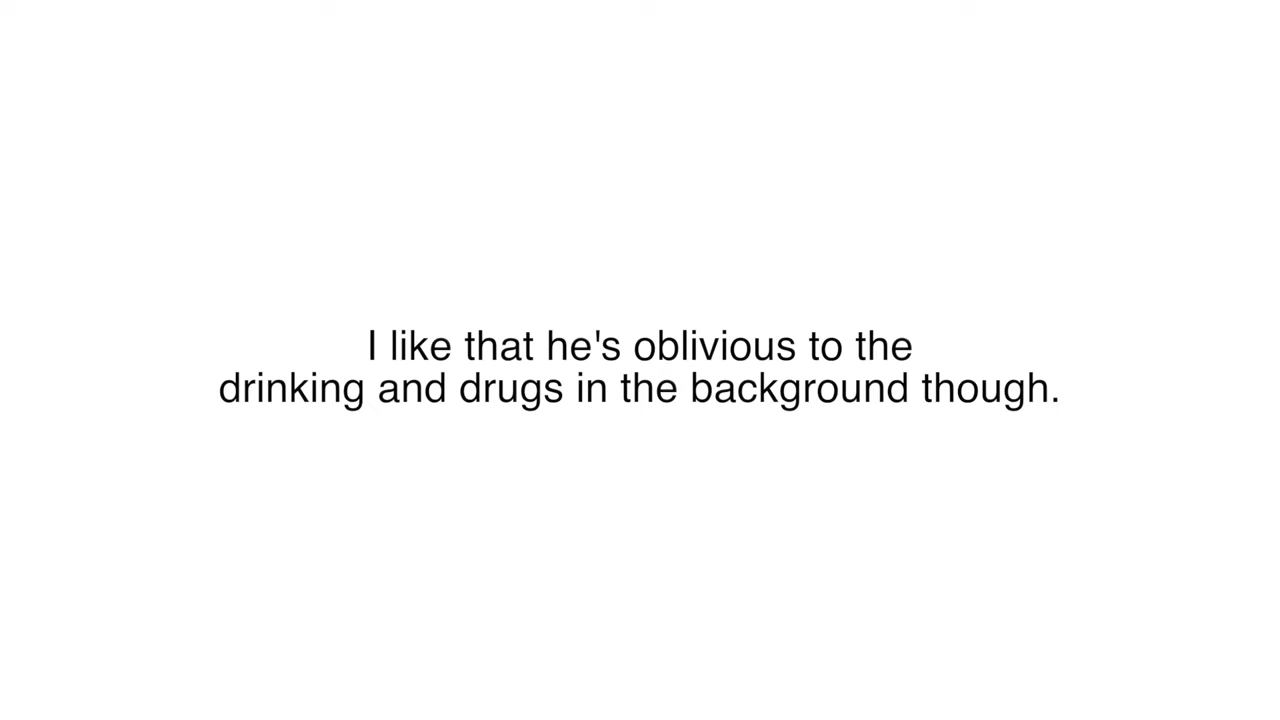 I like that he's oblivious to the
drinking and drugs in the background though.